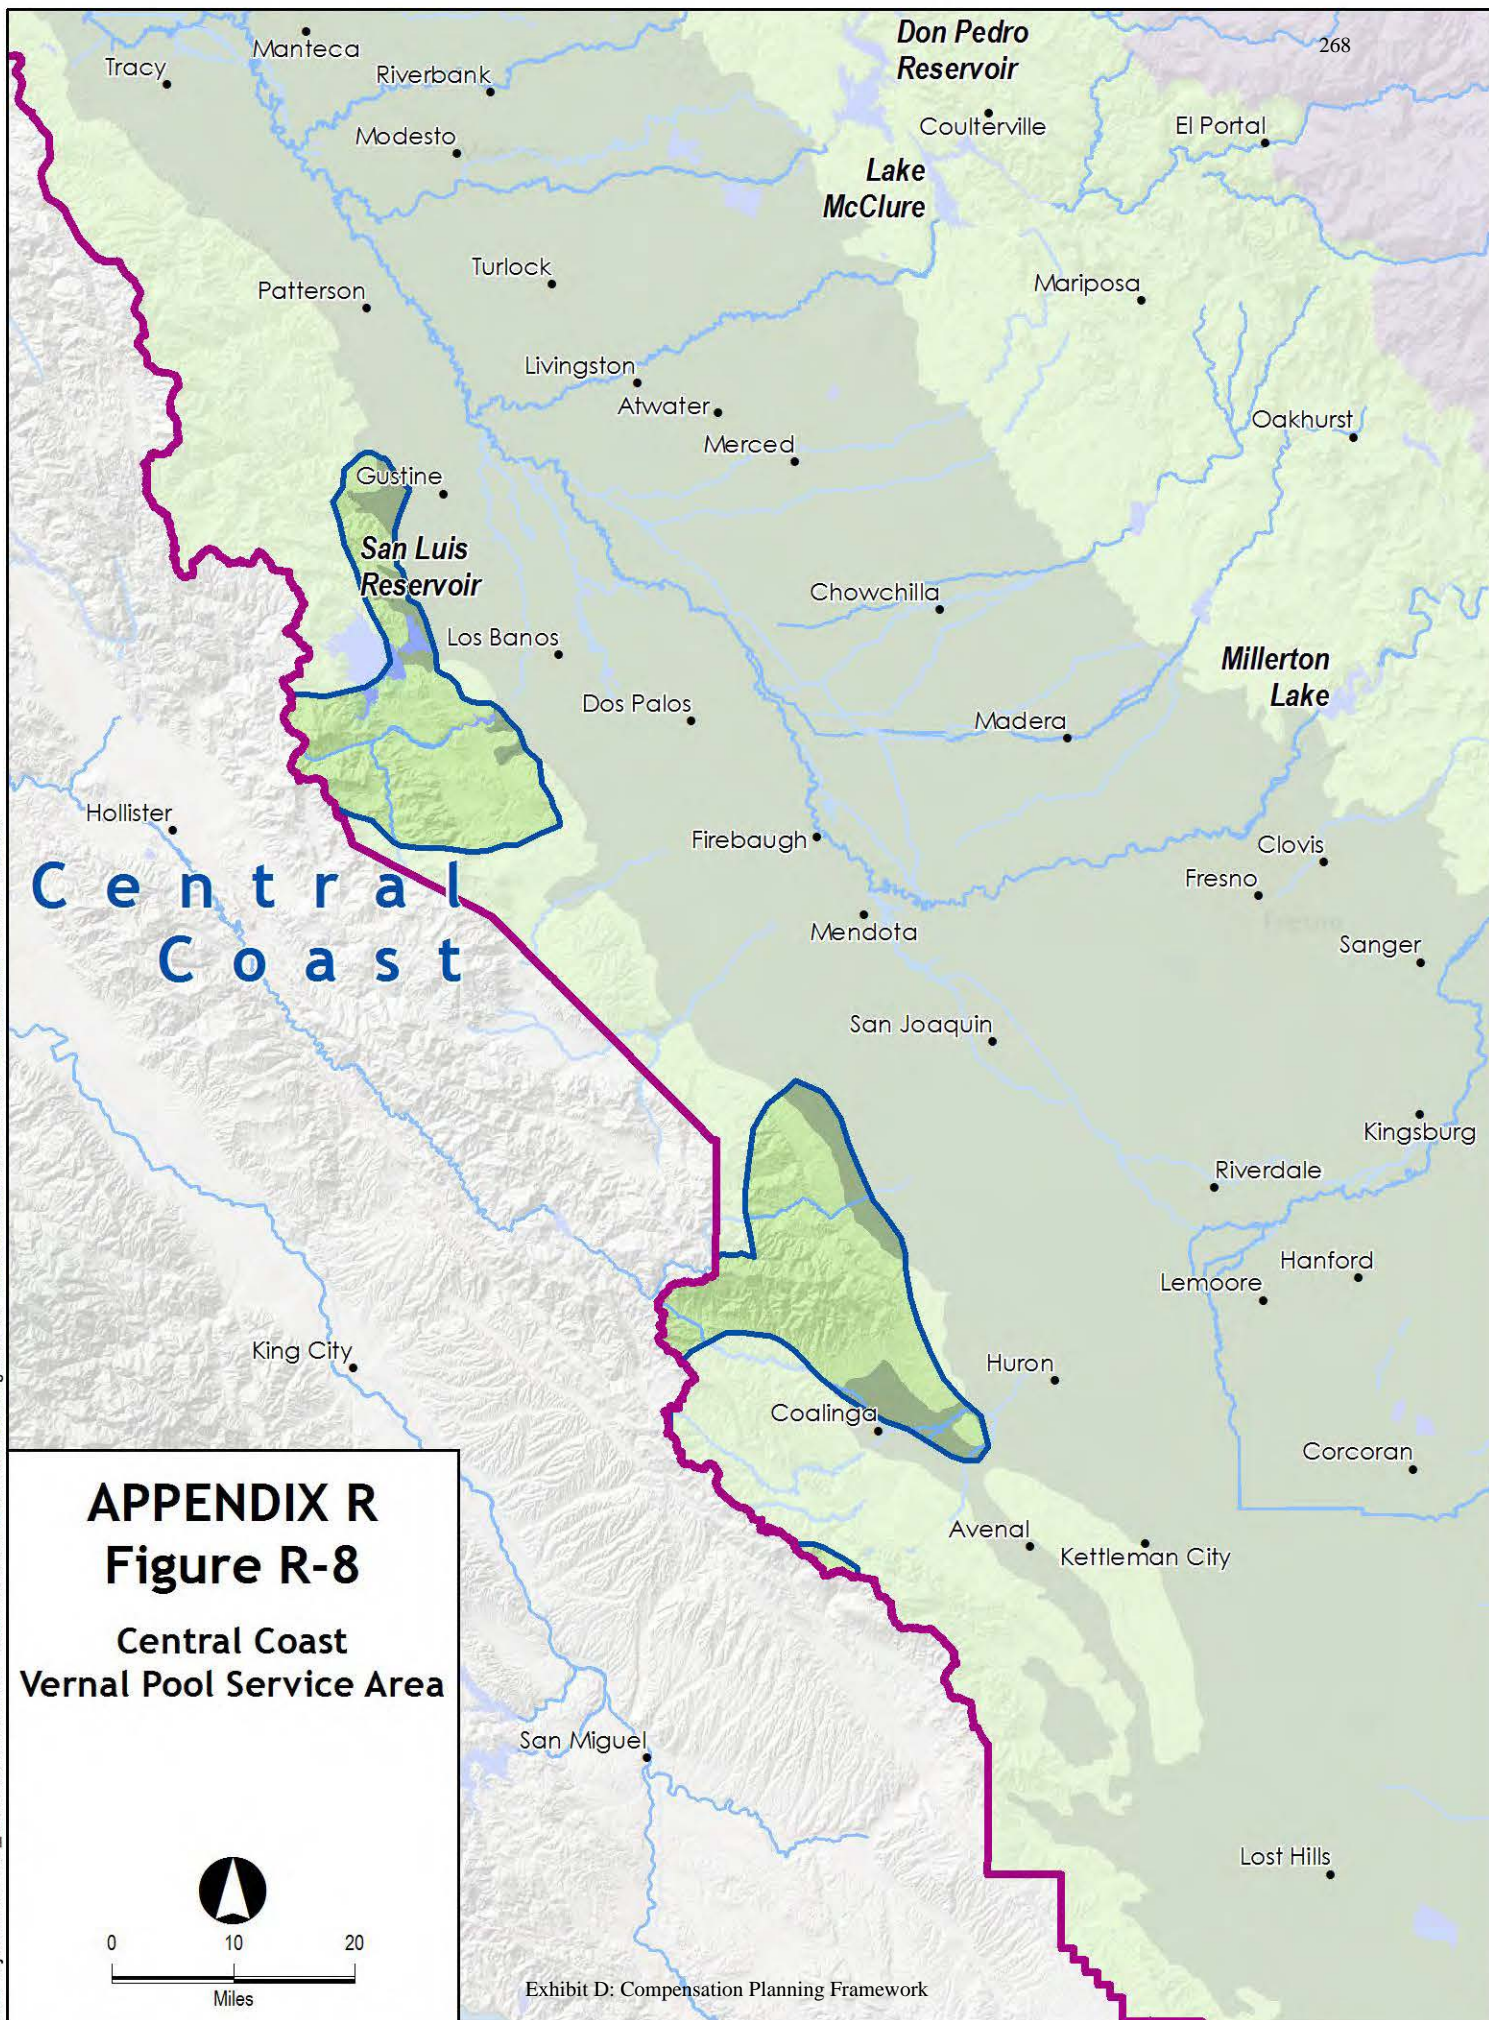 268
Don Pedro
Reservoir
Manteca
Tracy
Riverbank
Coulterville
El Portal
Modesto
Lake
McClure
Turlock
Mariposa
Patterson
Livingston
Atwater
Oakhurst
Merced
Gustine
San Luis
Reservoir
Chowchilla
Los Banos
Millerton
Lake
Dos Palos
Madera
Hollister
Firebaugh
Clovis
Fresno
Central
Coast
Mendota
Sanger
San Joaquin
Kingsburg
Riverdale
Hanford
Lemoore
King City
Huron
Coalinga
Corcoran
Avenal
Kettleman City
San Miguel
Lost Hills
APPENDIX R
Figure R-8
Central Coast
Vernal Pool Service Area
0 10 20
Miles
Exhibit D: Compensation Planning Framework